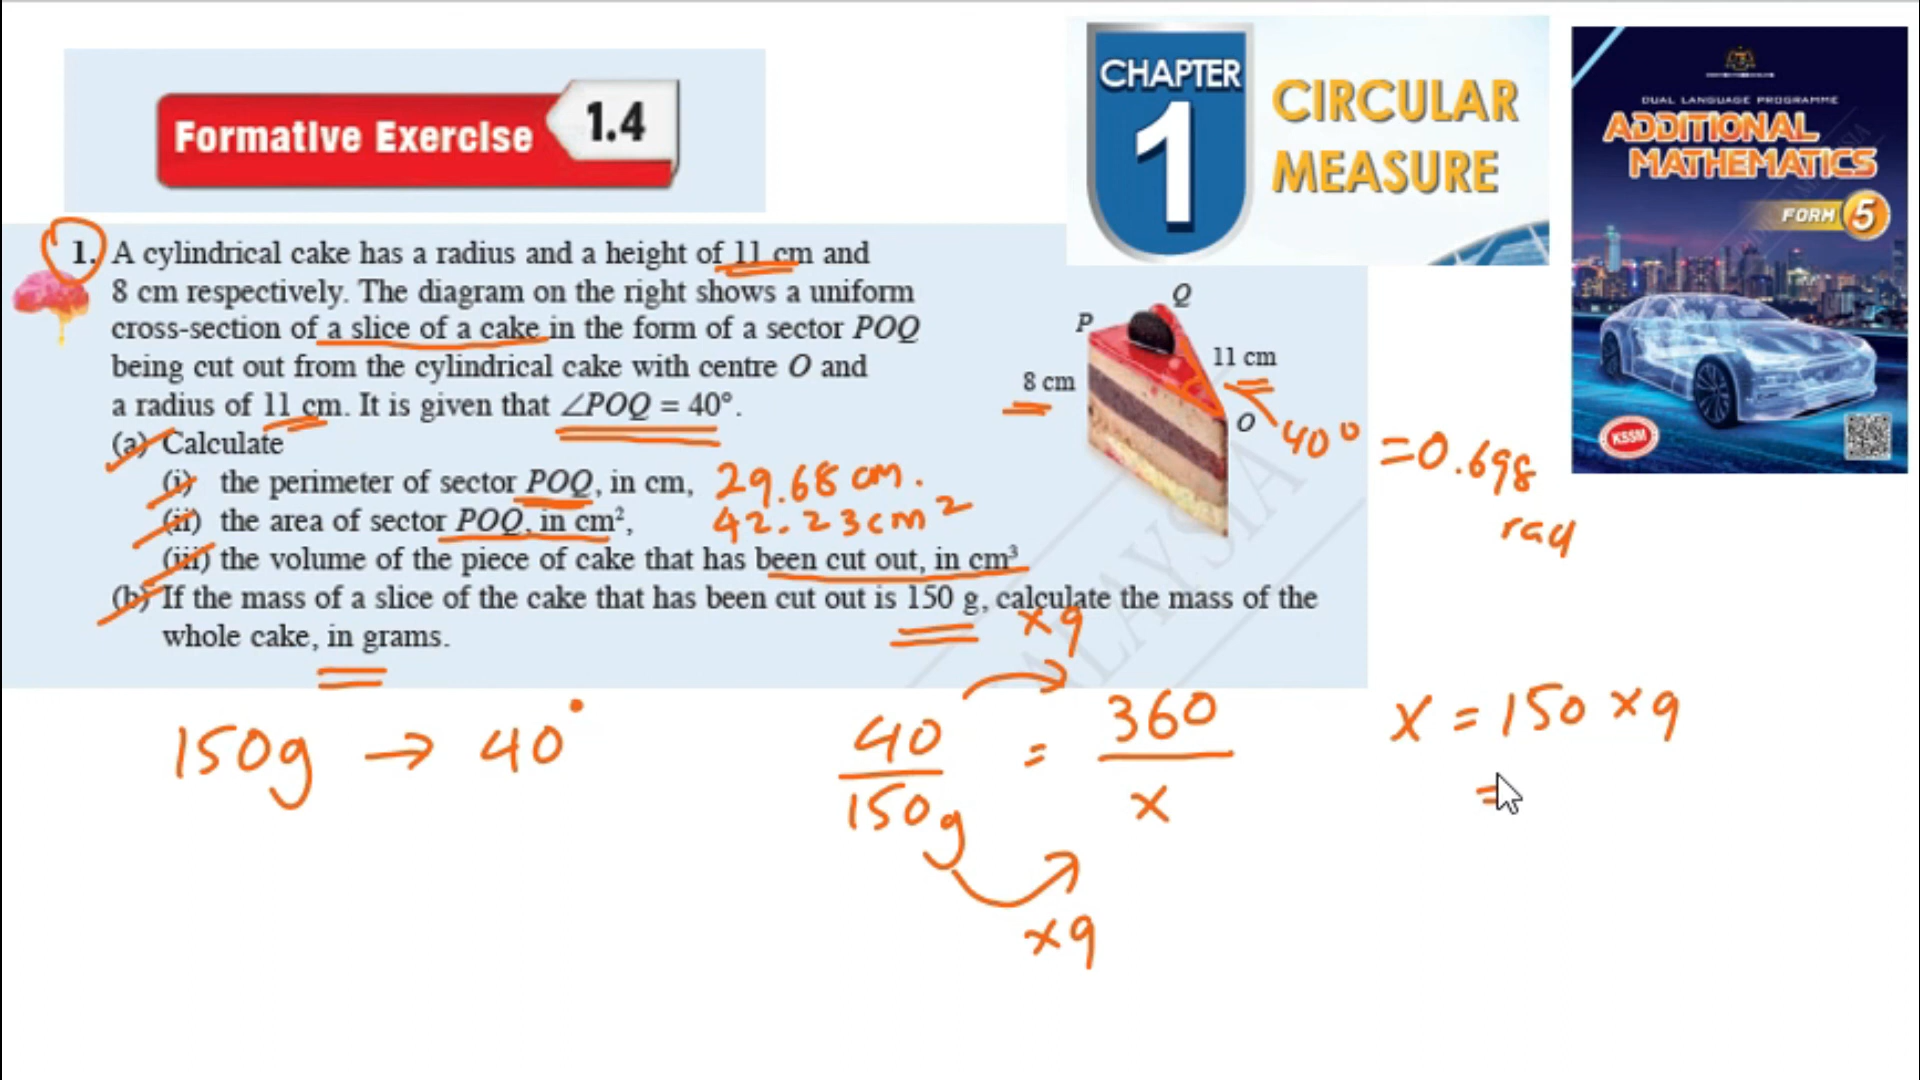 Formative Exercise 1.4
CHAPTER
1
CIRCULAR
MEASURE
DUAL LANGUAGE PROGRAMME
ADDITIONAL
MATHEMATICS
FORM 5
KSSM
1. A cylindrical cake has a radius and a height of 11 cm and
8 cm respectively. The diagram on the right shows a uniform
cross-section of a slice of a cake in the form of a sector POQ
being cut out from the cylindrical cake with centre O and
a radius of 11 cm. It is given that ∠POQ = 40°.
(a) Calculate
(i) the perimeter of sector POQ, in cm, 29.68 cm.
(ii) the area of sector POQ, in cm², 42.23cm²
(iii) the volume of the piece of cake that has been cut out, in cm³
(b) If the mass of a slice of the cake that has been cut out is 150 g, calculate the mass of the
whole cake, in grams.
Q
P
11 cm
8 cm
O
40° = 0.698
rad
ALAYSIA
MALAYSIA
×9
150g → 40°
40/150g = 360/x
×9
x = 150 × 9
=